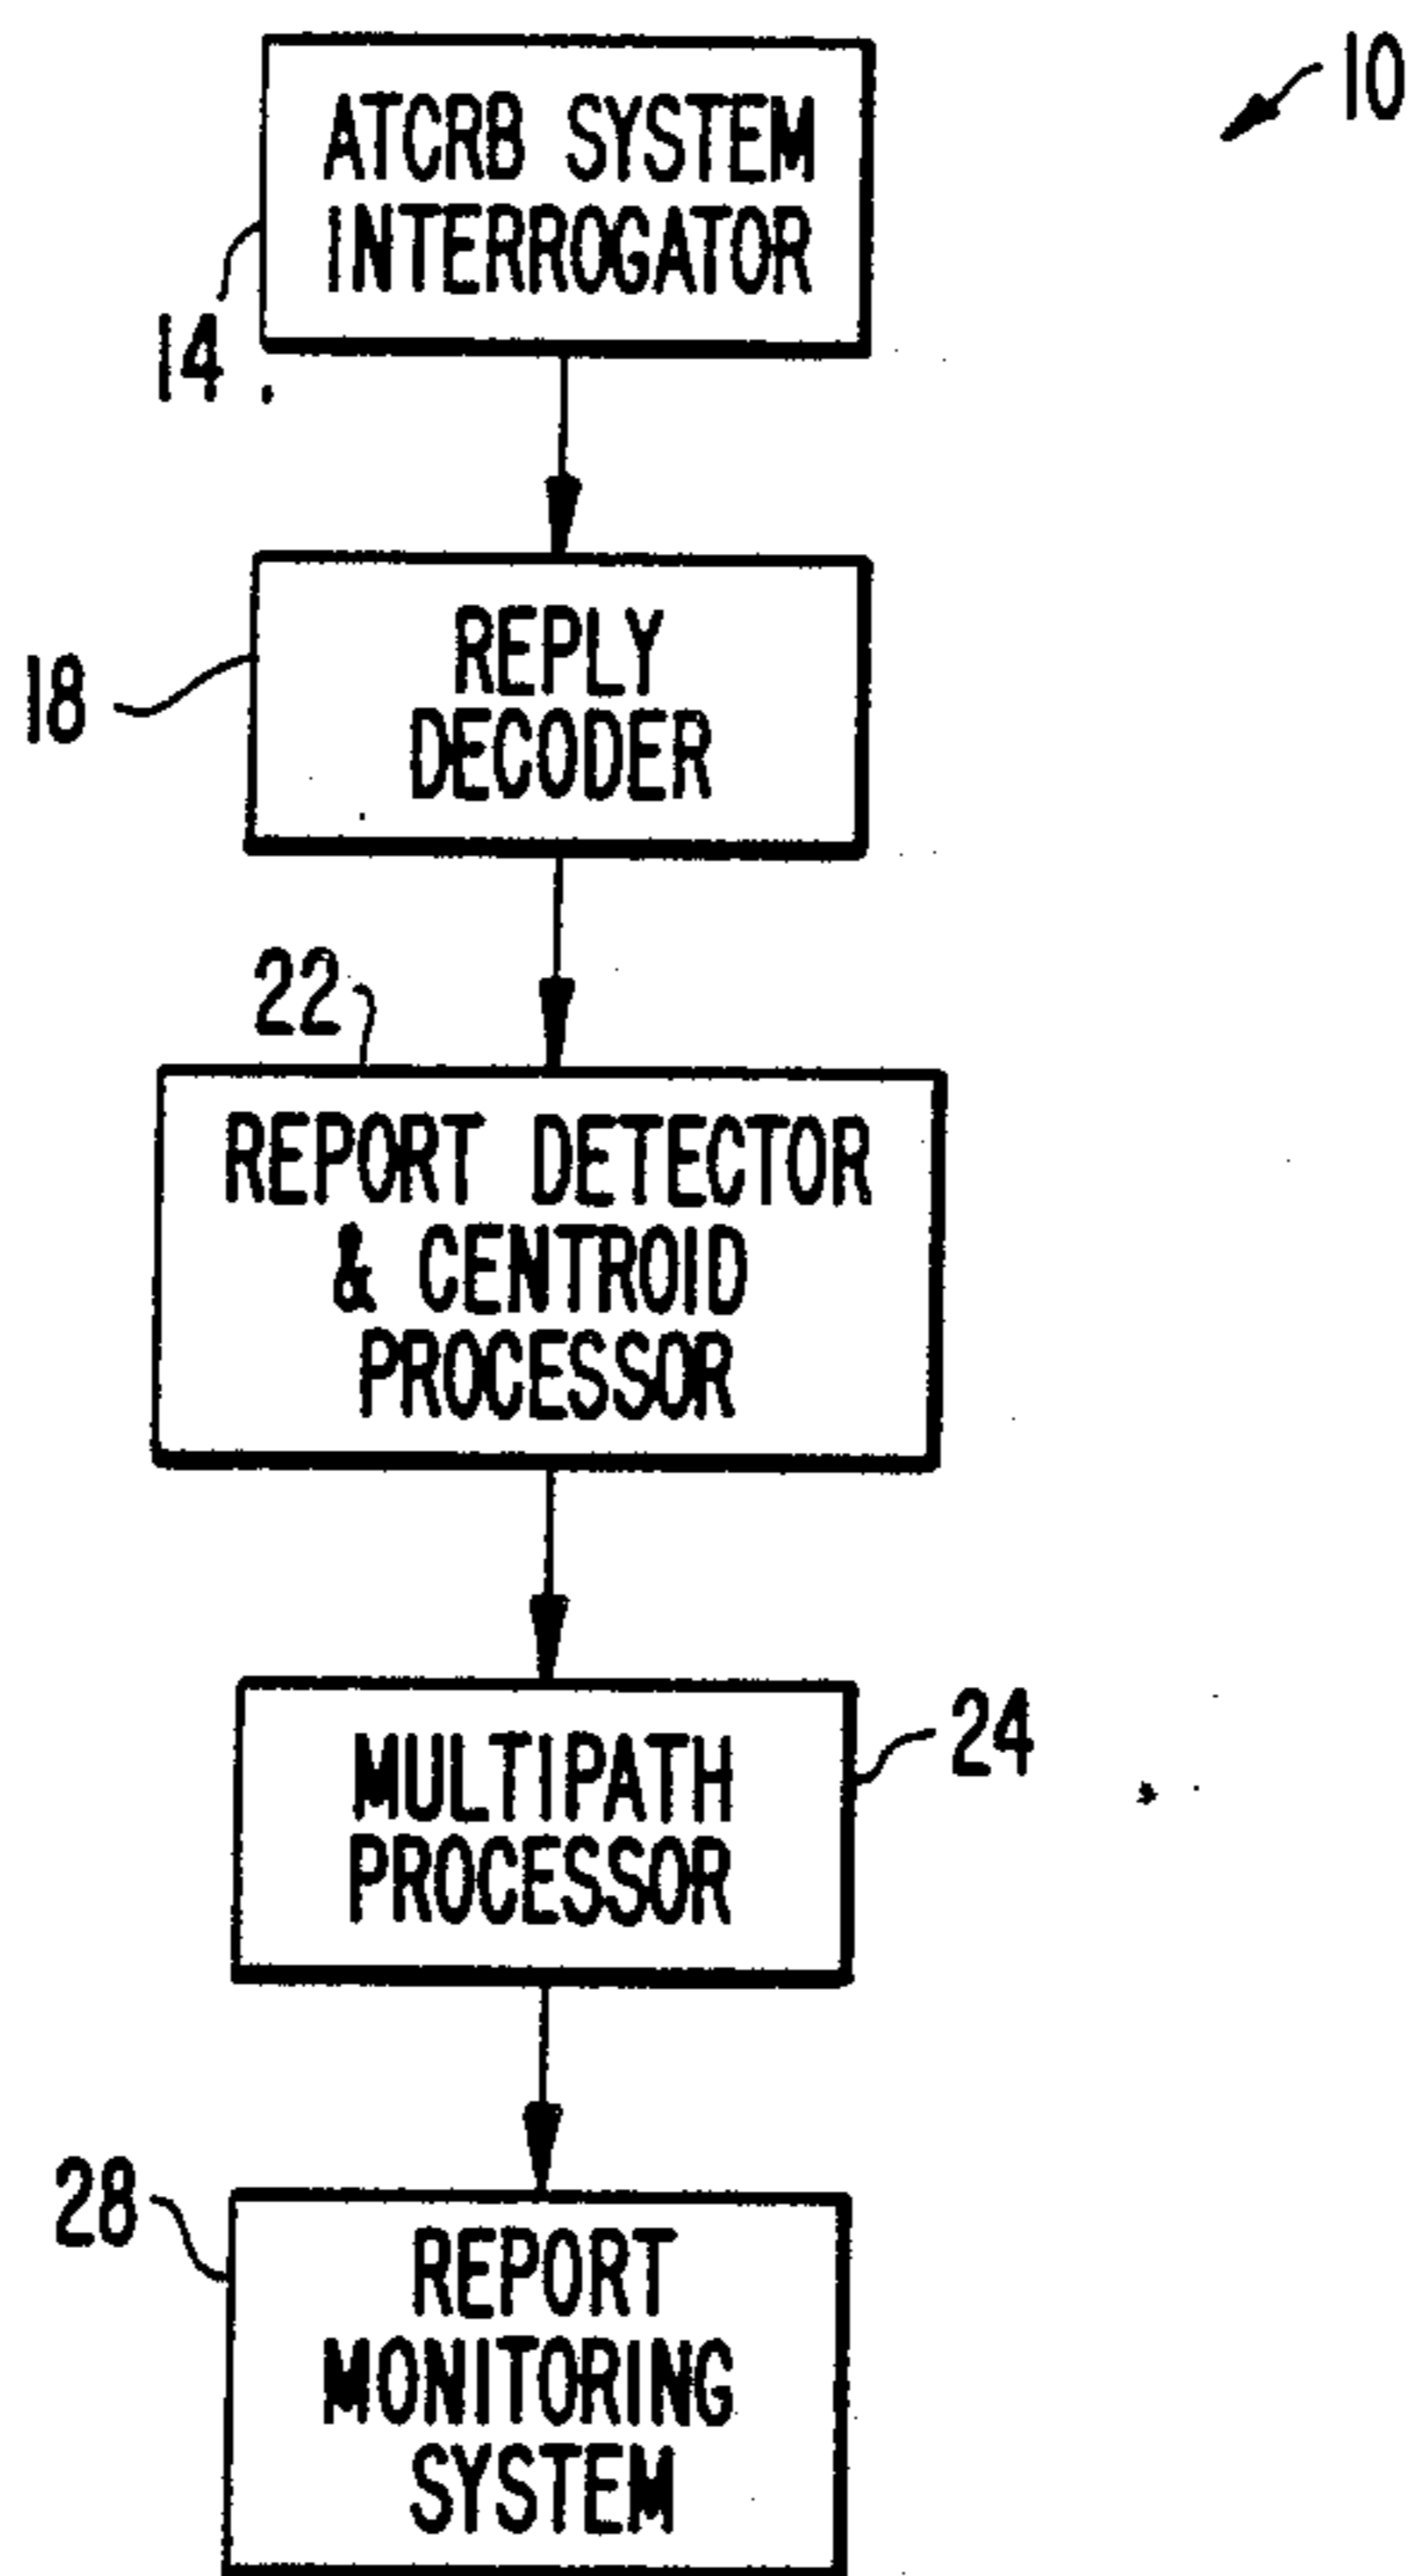 10
ATCRB SYSTEM
INTERROGATOR
14
REPLY
DECODER
18
22
REPORT DETECTOR
& CENTROID
PROCESSOR
MULTIPATH
PROCESSOR
24
28
REPORT
MONITORING
SYSTEM